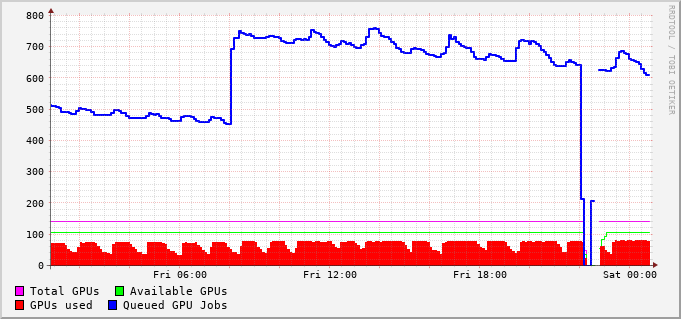 800
700
600
500
400
300
200
100
0
Fri 06:00 Fri 12:00 Fri 18:00 Sat 00:00
Total GPUs Available GPUs
GPUs used Queued GPU Jobs
RRDTOOL / TOBI OETIKER